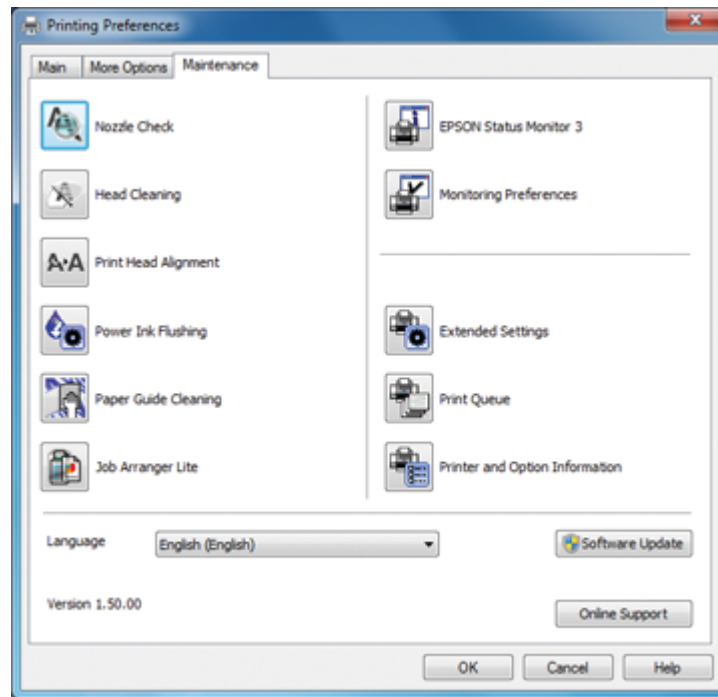 Printing Preferences
Main More Options Maintenance
Nozzle Check
Head Cleaning
A·A Print Head Alignment
Power Ink Flushing
Paper Guide Cleaning
Job Arranger Lite
EPSON Status Monitor 3
Monitoring Preferences
Extended Settings
Print Queue
Printer and Option Information
Language English (English) Software Update
Version 1.50.00 Online Support
OK Cancel Help